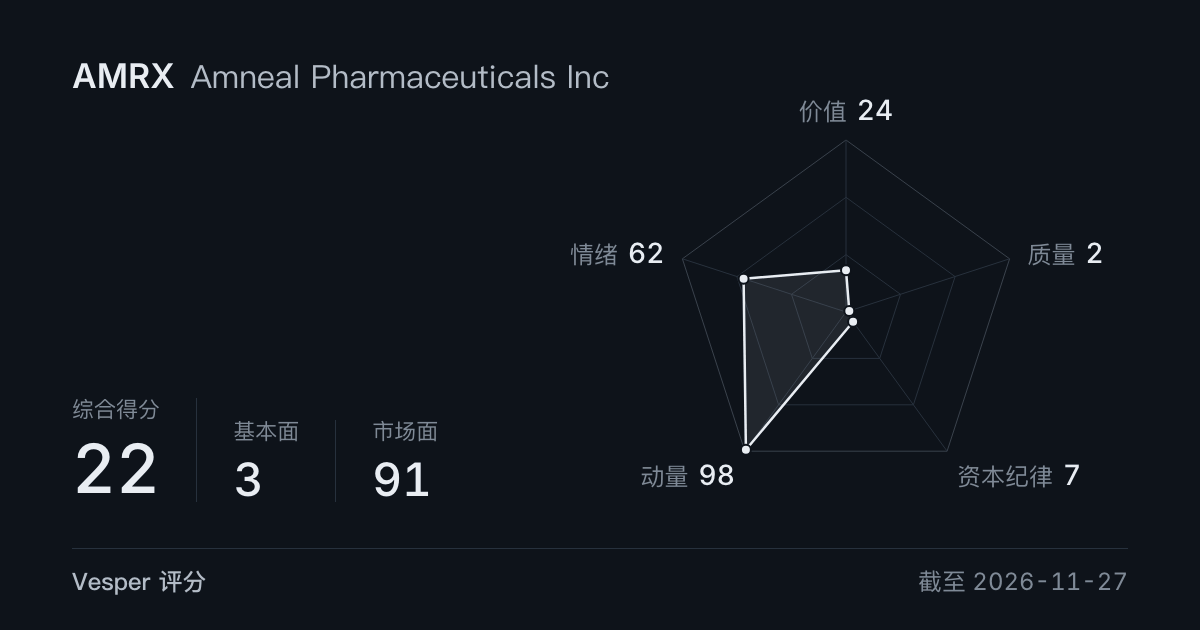 AMRX Amneal Pharmaceuticals Inc
价值 24
情绪 62
质量 2
动量 98
资本纪律 7
综合得分
22
基本面
3
市场面
91
Vesper 评分
截至 2026-11-27